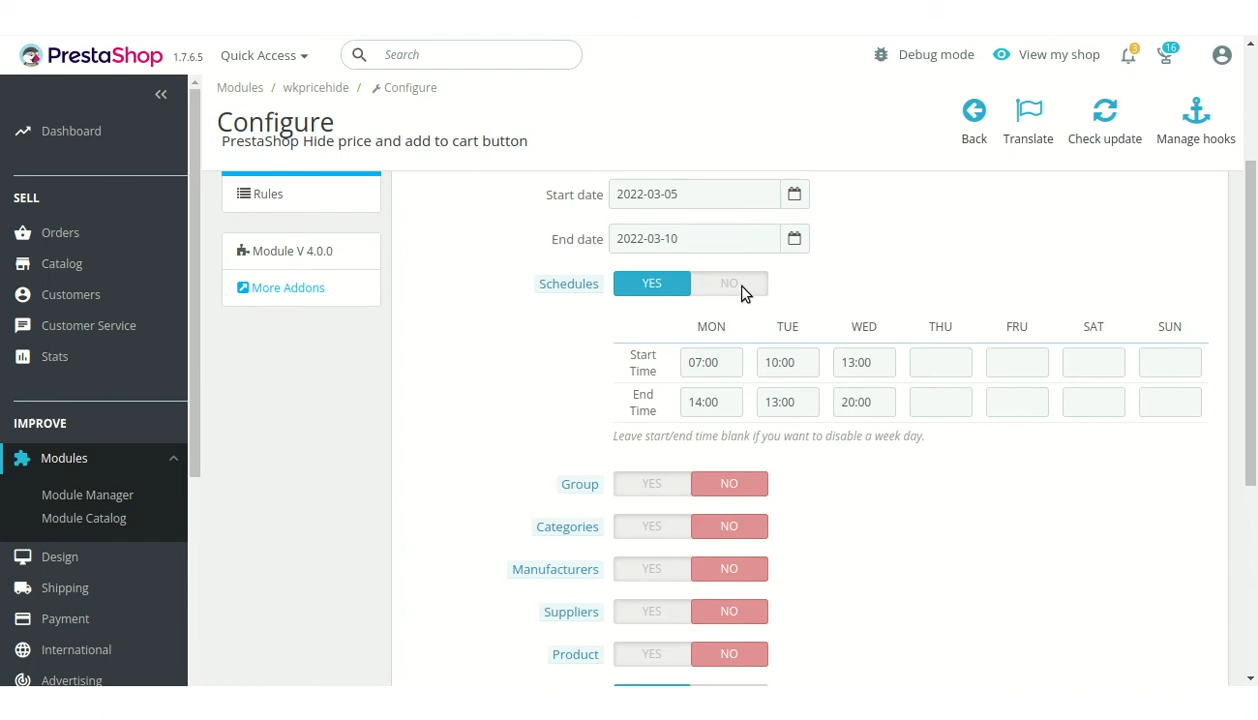 PrestaShop 1.7.6.5 Quick Access Search Debug mode View my shop 3 16
Modules / wkpricehide / Configure
Configure
PrestaShop Hide price and add to cart button
Back Translate Check update Manage hooks
Dashboard
SELL
Orders
Catalog
Customers
Customer Service
Stats
IMPROVE
Modules
Module Manager
Module Catalog
Design
Shipping
Payment
International
Advertising
Rules
Module V 4.0.0
More Addons
Start date 2022-03-05
End date 2022-03-10
Schedules YES NO
MON TUE WED THU FRU SAT SUN
Start Time 07:00 10:00 13:00
End Time 14:00 13:00 20:00
Leave start/end time blank if you want to disable a week day.
Group YES NO
Categories YES NO
Manufacturers YES NO
Suppliers YES NO
Product YES NO